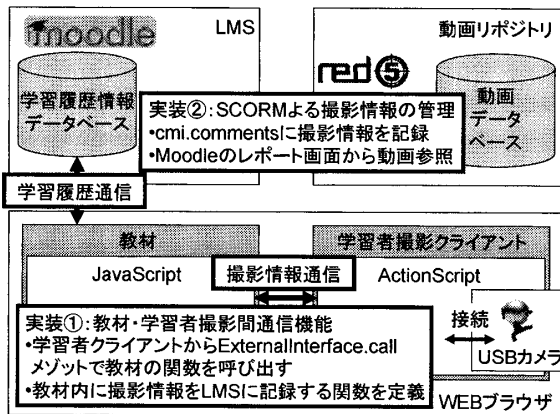 moodle
LMS
学習履歴情報
データベース
動画リポジトリ
red5
動画
データ
ベース
実装②:SCORMよる撮影情報の管理
•cmi.commentsに撮影情報を記録
•Moodleのレポート画面から動画参照
学習履歴通信
教材
JavaScript
撮影情報通信
学習者撮影クライアント
ActionScript
実装①:教材・学習者撮影間通信機能
•学習者クライアントからExternalInterface.call
メゾットで教材の関数を呼び出す
•教材内に撮影情報をLMSに記録する関数を定義
接続
USBカメラ
WEBブラウザ